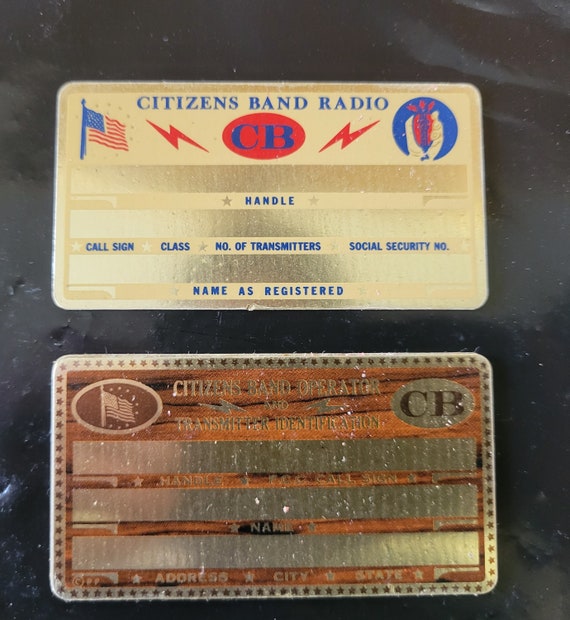 CITIZENS BAND RADIO
CB
HANDLE
CALL SIGN CLASS NO. OF TRANSMITTERS SOCIAL SECURITY NO.
NAME AS REGISTERED
CITIZENS BAND OPERATOR
AND
CB
TRANSMITTER IDENTIFICATION
HANDLE CALL SIGN
NAME
ADDRESS CITY STATE